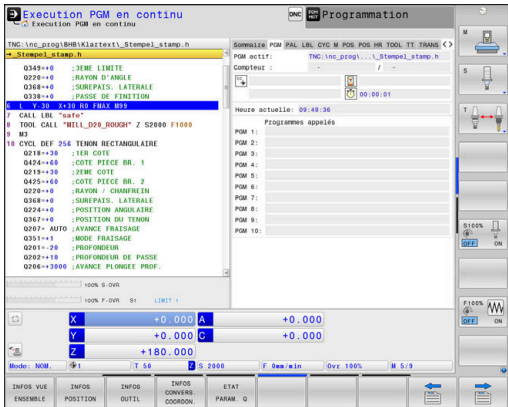 Execution PGM en continu
Execution PGM en continu
DNC
Programmation
TNC:\nc_prog\BHB\Klartext\_Stempel_stamp.h
→_Stempel_stamp.h
Q349=+0 ;3EME LIMITE
Q220=+0 ;RAYON D'ANGLE
Q368=+0 ;SUREPAIS. LATERALE
Q338=+0 ;PASSE DE FINITION
6 L Y-30 X+30 R0 FMAX M99
7 CALL LBL "safe"
8 TOOL CALL "MILL_D20_ROUGH" Z S2000 F1000
9 M3
10 CYCL DEF 256 TENON RECTANGULAIRE
Q218=+30 ;1ER COTE
Q424=+60 ;COTE PIECE BR. 1
Q219=+30 ;2EME COTE
Q425=+60 ;COTE PIECE BR. 2
Q220=+0 ;RAYON / CHANFREIN
Q368=+0 ;SUREPAIS. LATERALE
Q224=+0 ;POSITION ANGULAIRE
Q367=+0 ;POSITION DU TENON
Q207= AUTO ;AVANCE FRAISAGE
Q351=+1 ;MODE FRAISAGE
Q201=-20 ;PROFONDEUR
Q202=+10 ;PROFONDEUR DE PASSE
Q206=+3000 ;AVANCE PLONGEE PROF.
100% S-OVR
100% F-OVR S1 LIMIT 1
Sommaire PGM PAL LBL CYC M POS POS HR TOOL TT TRANS
PGM actif: TNC:\nc_prog\...\_Stempel_stamp.h
Compteur : - / -
00:00:01
Heure actuelle: 09:49:36
Programmes appelés
PGM 1:
PGM 2:
PGM 3:
PGM 4:
PGM 5:
PGM 6:
PGM 7:
PGM 8:
PGM 9:
PGM 10:
M
S
T
S100%
OFF ON
F100%
OFF ON
X +0.000 A +0.000
Y +0.000 C +0.000
Z +180.000
Mode: NOM. 1 T 50 Z S 2000 F 0mm/min Ovr 100% M 5/9
INFOS VUE ENSEMBLE
INFOS POSITION
INFOS OUTIL
INFOS CONVERS. COORDON.
ETAT PARAM. Q